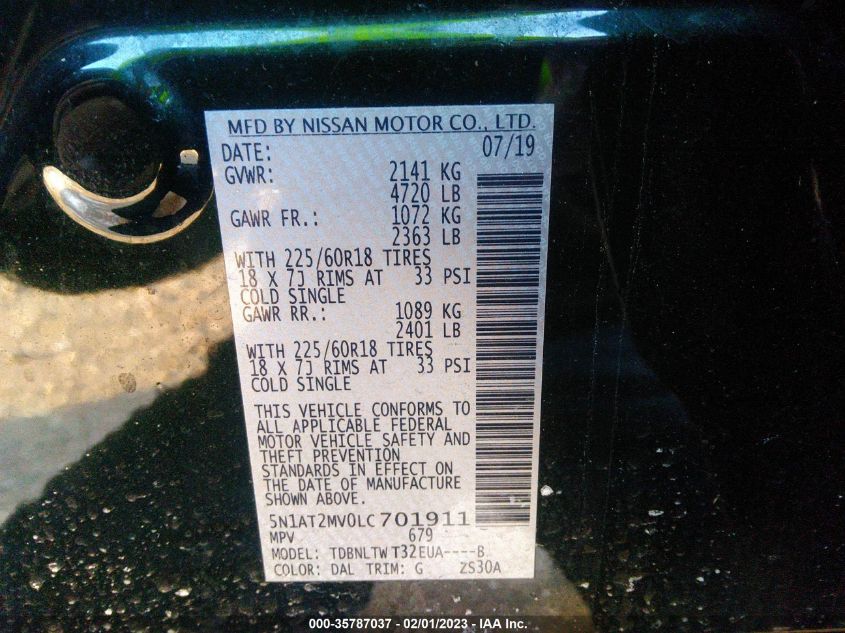 MFD BY NISSAN MOTOR CO., LTD.
DATE: 07/19
GVWR: 2141 KG
4720 LB
GAWR FR.: 1072 KG
2363 LB
WITH 225/60R18 TIRES
18 X 7J RIMS AT 33 PSI
COLD SINGLE
GAWR RR.: 1089 KG
2401 LB
WITH 225/60R18 TIRES
18 X 7J RIMS AT 33 PSI
COLD SINGLE
THIS VEHICLE CONFORMS TO
ALL APPLICABLE FEDERAL
MOTOR VEHICLE SAFETY AND
THEFT PREVENTION
STANDARDS IN EFFECT ON
THE DATE OF MANUFACTURE
SHOWN ABOVE.
5N1AT2MV0LC701911
MPV 679
MODEL: TDBNLTW T32EUA----B
COLOR: DAL TRIM: G ZS30A
000-35787037 - 02/01/2023 - IAA Inc.